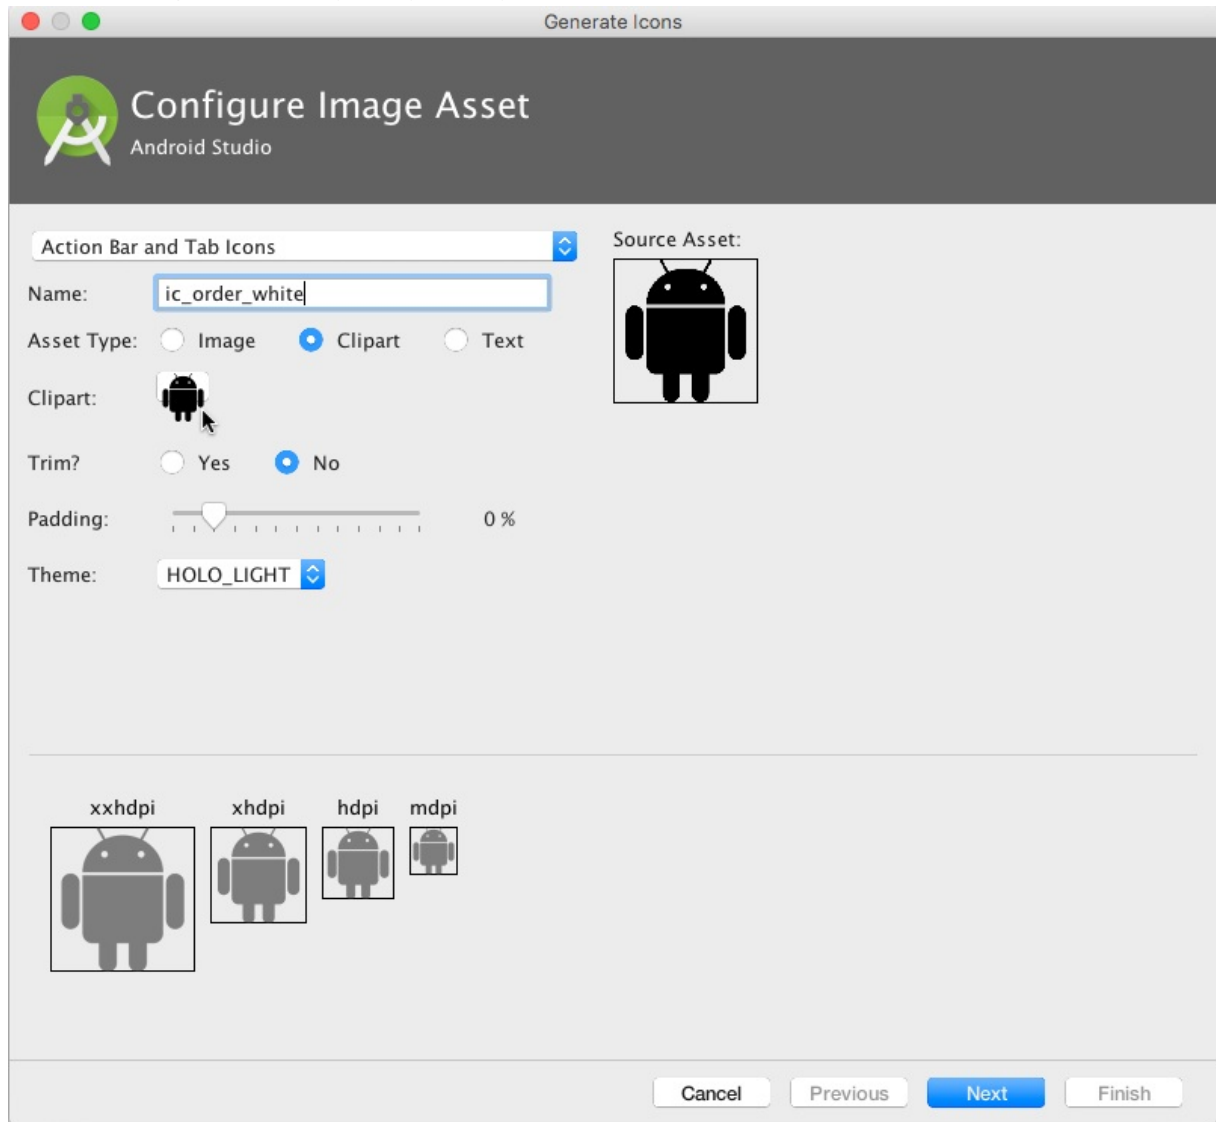 Generate Icons
Configure Image Asset
Android Studio
Action Bar and Tab Icons
Source Asset:
Name: ic_order_white
Asset Type: Image Clipart Text
Clipart:
Trim? Yes No
Padding: 0 %
Theme: HOLO_LIGHT
xxhdpi xhdpi hdpi mdpi
Cancel Previous Next Finish